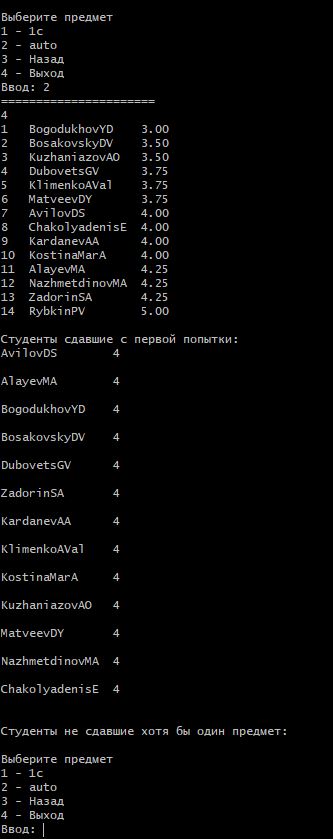 Выберите предмет
1 - 1c
2 - auto
3 - Назад
4 - Выход
Ввод: 2
======================
4
1 BogodukhovYD 3.00
2 BosakovskyDV 3.50
3 KuzhaniazovAO 3.50
4 DubovetsGV 3.75
5 KlimenkoAVal 3.75
6 MatveevDY 3.75
7 AvilovDS 4.00
8 ChakolyadenisE 4.00
9 KardanevAA 4.00
10 KostinaMarA 4.00
11 AlayevMA 4.25
12 NazhmetdinovMA 4.25
13 ZadorinSA 4.25
14 RybkinPV 5.00
Студенты сдавшие с первой попытки:
AvilovDS 4
AlayevMA 4
BogodukhovYD 4
BosakovskyDV 4
DubovetsGV 4
ZadorinSA 4
KardanevAA 4
KlimenkoAVal 4
KostinaMarA 4
KuzhaniazovAO 4
MatveevDY 4
NazhmetdinovMA 4
ChakolyadenisE 4
Студенты не сдавшие хотя бы один предмет:
Выберите предмет
1 - 1c
2 - auto
3 - Назад
4 - Выход
Ввод: